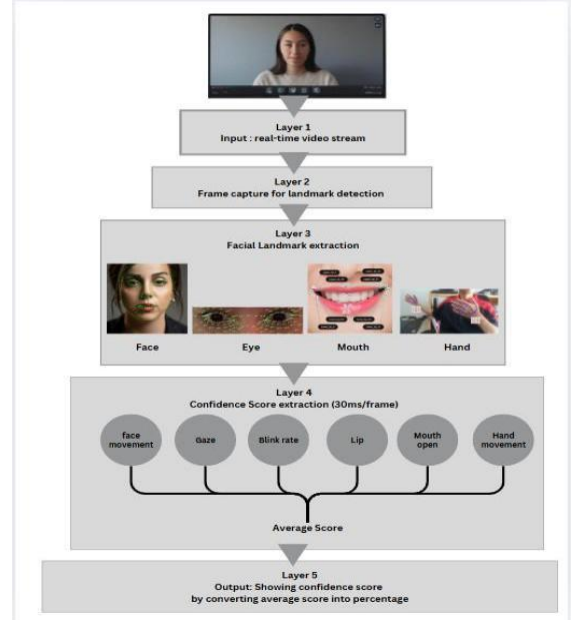 Layer 1
Input : real-time video stream
Layer 2
Frame capture for landmark detection
Layer 3
Facial Landmark extraction
Face
Eye
Mouth
Hand
Layer 4
Confidence Score extraction (30ms/frame)
face
movement
Gaze
Blink rate
Lip
Mouth
open
Hand
movement
Average Score
Layer 5
Output: Showing confidence score
by converting average score into percentage